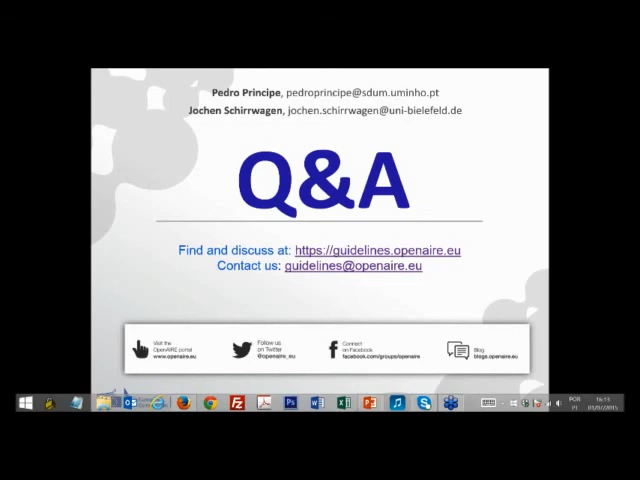 Pedro Principe, pedroprincipe@sdum.uminho.pt
Jochen Schirrwagen, jochen.schirrwagen@uni-bielefeld.de
Q&A
Find and discuss at: https://guidelines.openaire.eu
Contact us: guidelines@openaire.eu
Visit the
OpenAIRE portal
www.openaire.eu
Follow us
on Twitter
@openaire_eu
Connect
on Facebook
facebook.com/groups/openaire
Blog
blogs.openaire.eu
POR
PT